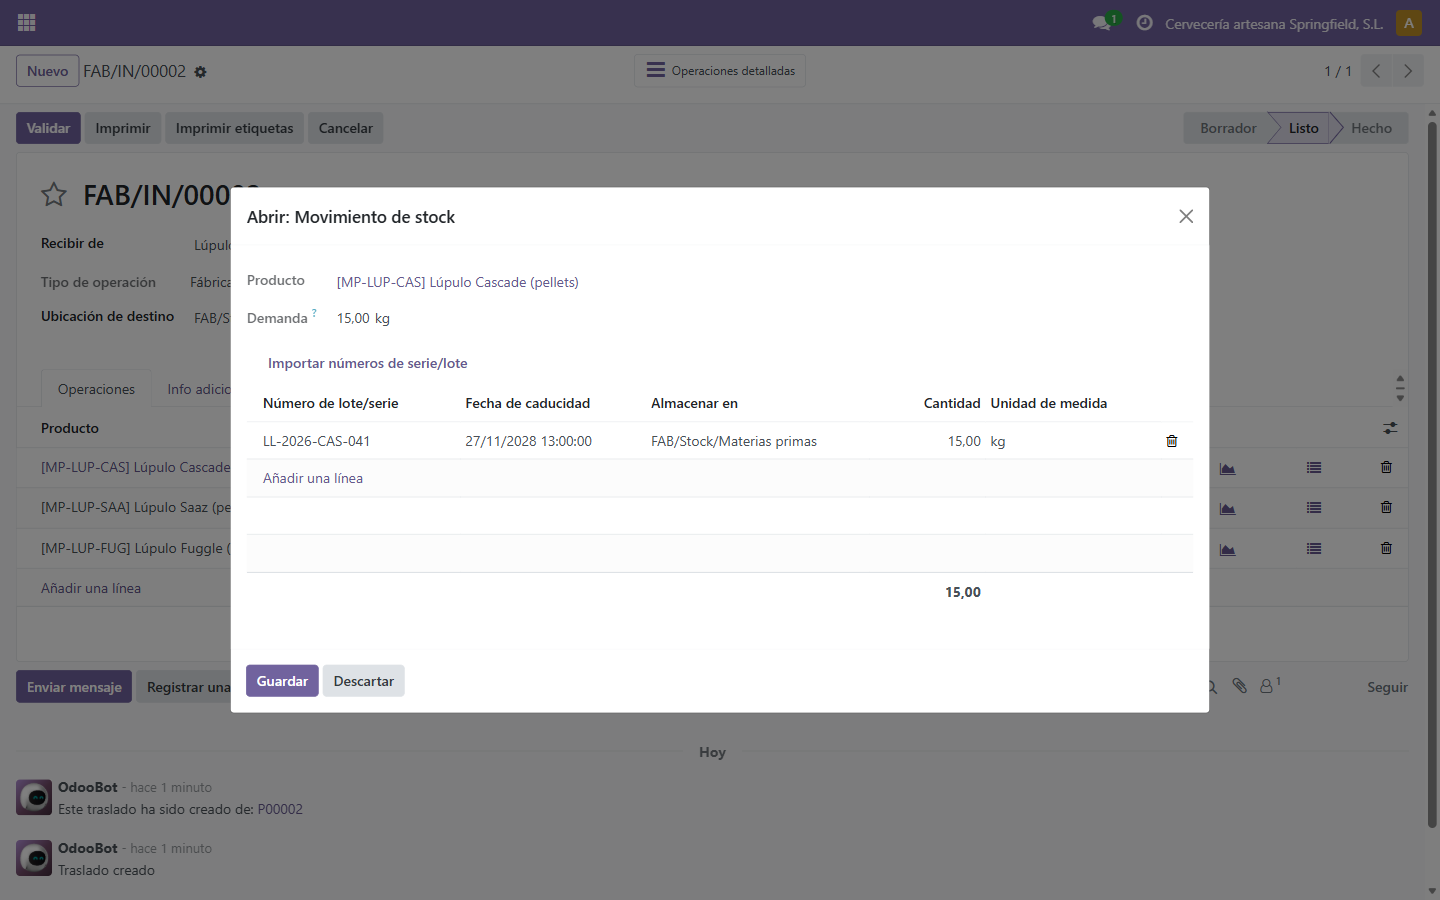 1
Cervecería artesana Springfield, S.L.
A
Nuevo
FAB/IN/00002
Operaciones detalladas
1 / 1
Validar
Imprimir
Imprimir etiquetas
Cancelar
Borrador
Listo
Hecho
FAB/IN/00002
Recibir de
Lúpulo
Tipo de operación
Fábrica
Ubicación de destino
FAB/S
Operaciones
Info adicio
Producto
[MP-LUP-CAS] Lúpulo Cascade
[MP-LUP-SAA] Lúpulo Saaz (pe
[MP-LUP-FUG] Lúpulo Fuggle (
Añadir una línea
Abrir: Movimiento de stock
Producto
[MP-LUP-CAS] Lúpulo Cascade (pellets)
Demanda ?
15,00 kg
Importar números de serie/lote
Número de lote/serie
Fecha de caducidad
Almacenar en
Cantidad
Unidad de medida
LL-2026-CAS-041
27/11/2028 13:00:00
FAB/Stock/Materias primas
15,00
kg
Añadir una línea
15,00
Guardar
Descartar
Enviar mensaje
Registrar una
1
Seguir
Hoy
OdooBot - hace 1 minuto
Este traslado ha sido creado de: P00002
OdooBot - hace 1 minuto
Traslado creado